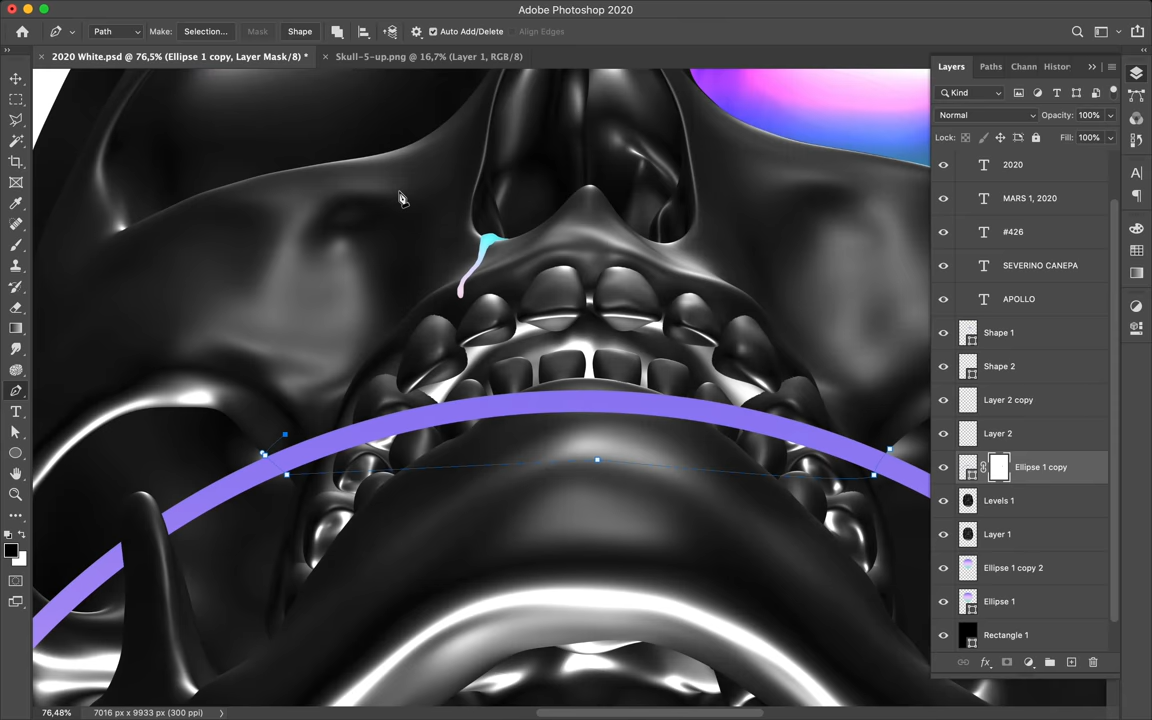 Adobe Photoshop 2020
Path Make: Selection... Mask Shape Auto Add/Delete Align Edges
2020 White.psd @ 76,5% (Ellipse 1 copy, Layer Mask/8) * Skull-5-up.png @ 16,7% (Layer 1, RGB/8)
Layers Paths Chann Histor
Kind
Normal Opacity: 100%
Lock: Fill: 100%
2020
MARS 1, 2020
#426
SEVERINO CANEPA
APOLLO
Shape 1
Shape 2
Layer 2 copy
Layer 2
Ellipse 1 copy
Levels 1
Layer 1
Ellipse 1 copy 2
Ellipse 1
Rectangle 1
fx
76,48% 7016 px x 9933 px (300 ppi)